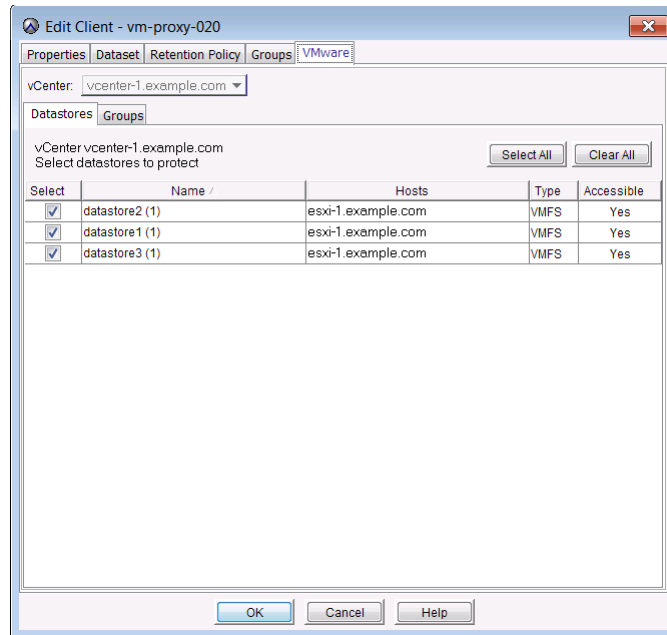 Edit Client - vm-proxy-020
Properties Dataset Retention Policy Groups VMware
vCenter: vcenter-1.example.com
Datastores Groups
vCenter vcenter-1.example.com
Select datastores to protect
Select All Clear All
Select Name / Hosts Type Accessible
datastore2 (1) esxi-1.example.com VMFS Yes
datastore1 (1) esxi-1.example.com VMFS Yes
datastore3 (1) esxi-1.example.com VMFS Yes
OK Cancel Help